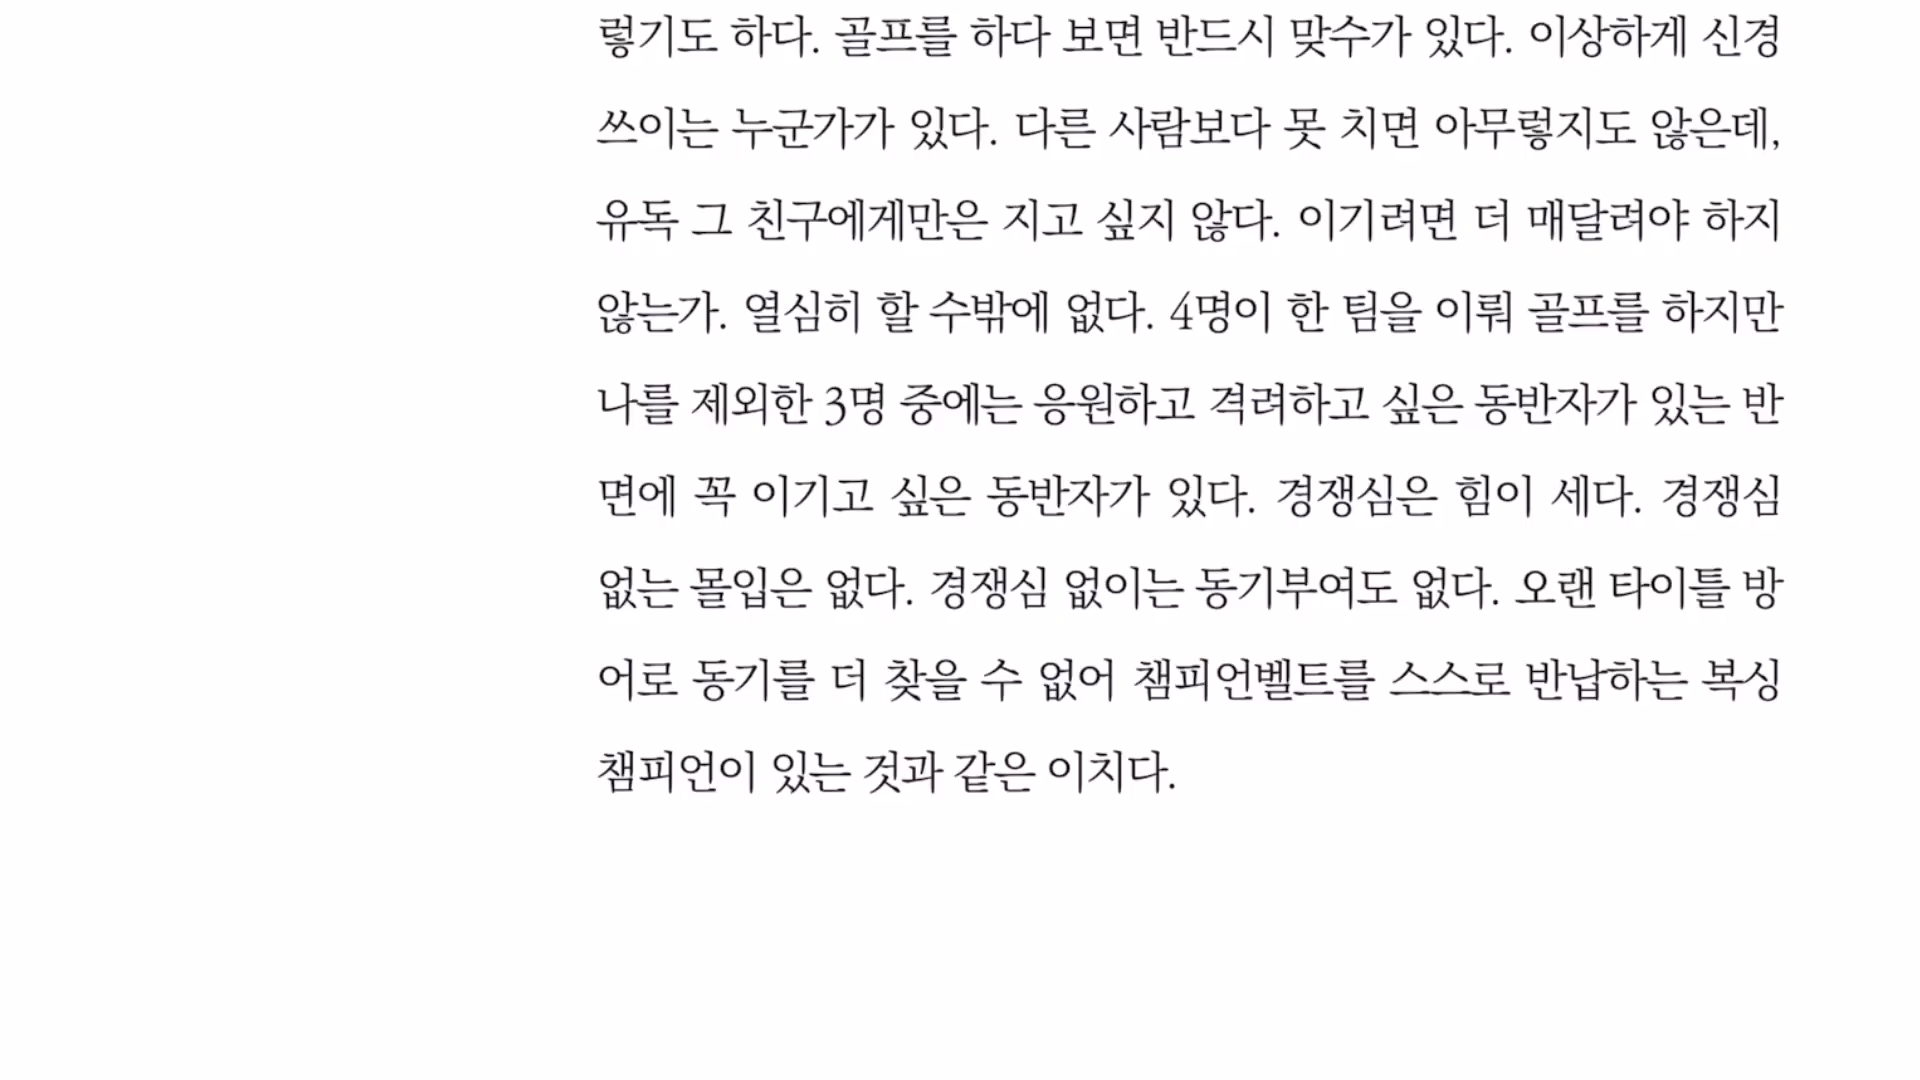 렇기도 하다. 골프를 하다 보면 반드시 맞수가 있다. 이상하게 신경
쓰이는 누군가가 있다. 다른 사람보다 못 치면 아무렇지도 않은데,
유독 그 친구에게만은 지고 싶지 않다. 이기려면 더 매달려야 하지
않는가. 열심히 할 수밖에 없다. 4명이 한 팀을 이뤄 골프를 하지만
나를 제외한 3명 중에는 응원하고 격려하고 싶은 동반자가 있는 반
면에 꼭 이기고 싶은 동반자가 있다. 경쟁심은 힘이 세다. 경쟁심
없는 몰입은 없다. 경쟁심 없이는 동기부여도 없다. 오랜 타이틀 방
어로 동기를 더 찾을 수 없어 챔피언벨트를 스스로 반납하는 복싱
챔피언이 있는 것과 같은 이치다.